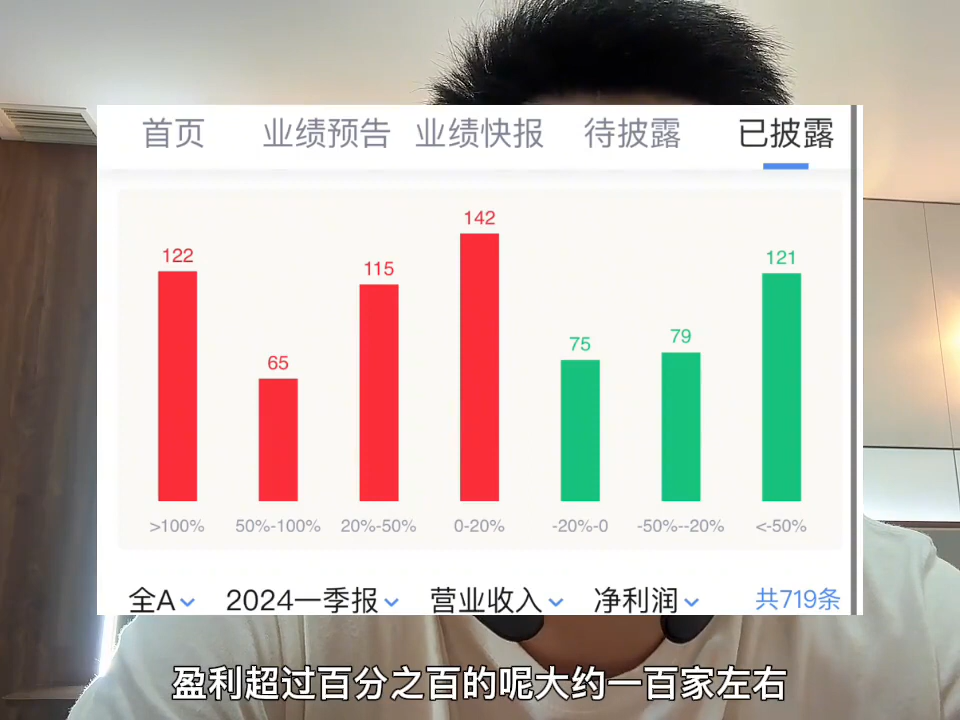 首页 业绩预告 业绩快报 待披露 已披露
122 65 115 142 75 79 121
>100% 50%-100% 20%-50% 0-20% -20%-0 -50%--20% <-50%
全A 2024一季报 营业收入 净利润 共719条
盈利超过百分之百的呢大约一百家左右